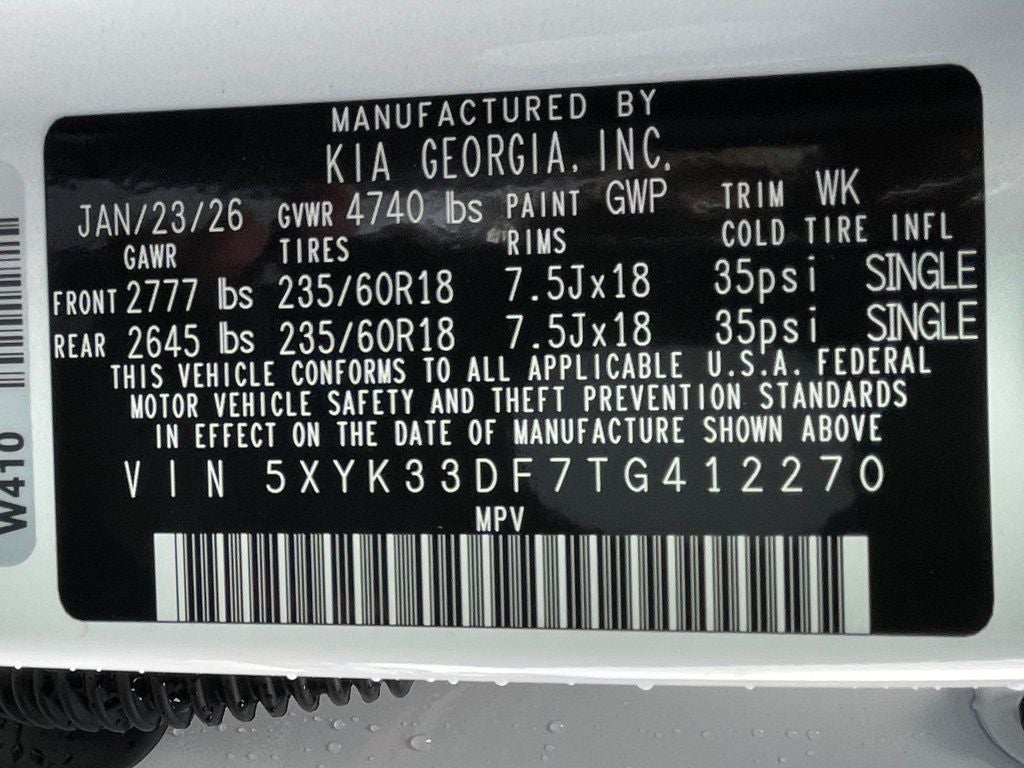 MANUFACTURED BY
KIA GEORGIA, INC.
JAN/23/26 GVWR 4740 lbs PAINT GWP TRIM WK
GAWR TIRES RIMS COLD TIRE INFL
FRONT 2777 lbs 235/60R18 7.5Jx18 35psi SINGLE
REAR 2645 lbs 235/60R18 7.5Jx18 35psi SINGLE
THIS VEHICLE CONFORMS TO ALL APPLICABLE U.S.A. FEDERAL
MOTOR VEHICLE SAFETY AND THEFT PREVENTION STANDARDS
IN EFFECT ON THE DATE OF MANUFACTURE SHOWN ABOVE
VIN 5XYK33DF7TG412270
MPV
W410